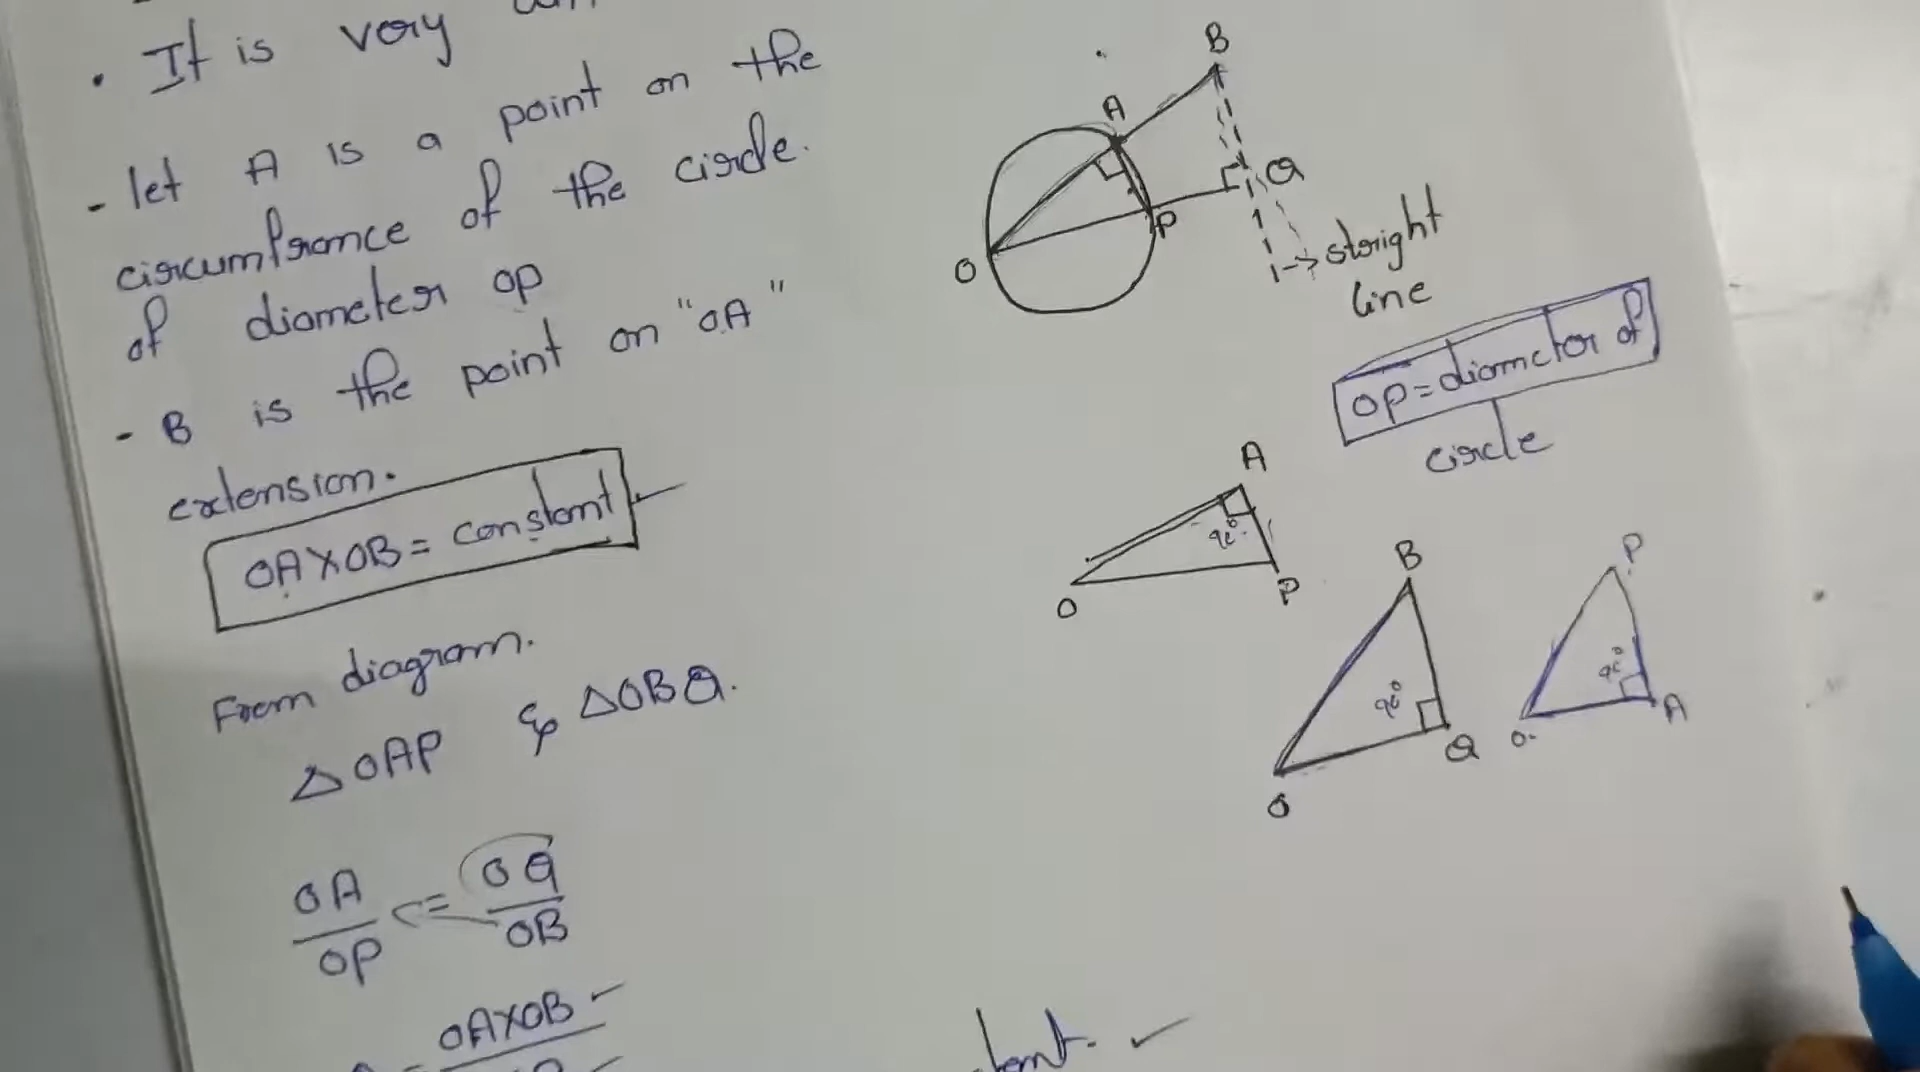 • It is very
- let A is a point on the
circumfrance of the circle.
of diameter OP
- B is the point on "OA"
extension.
OA×OB = constant
From diagram.
△OAP & △OBQ.
OA/OP = OQ/OB
OA×OB
B
A
Q
P
O
stright
line
OP = diameter of
circle
A
90°
O
P
B
90°
Q
O
P
90°
O.
A